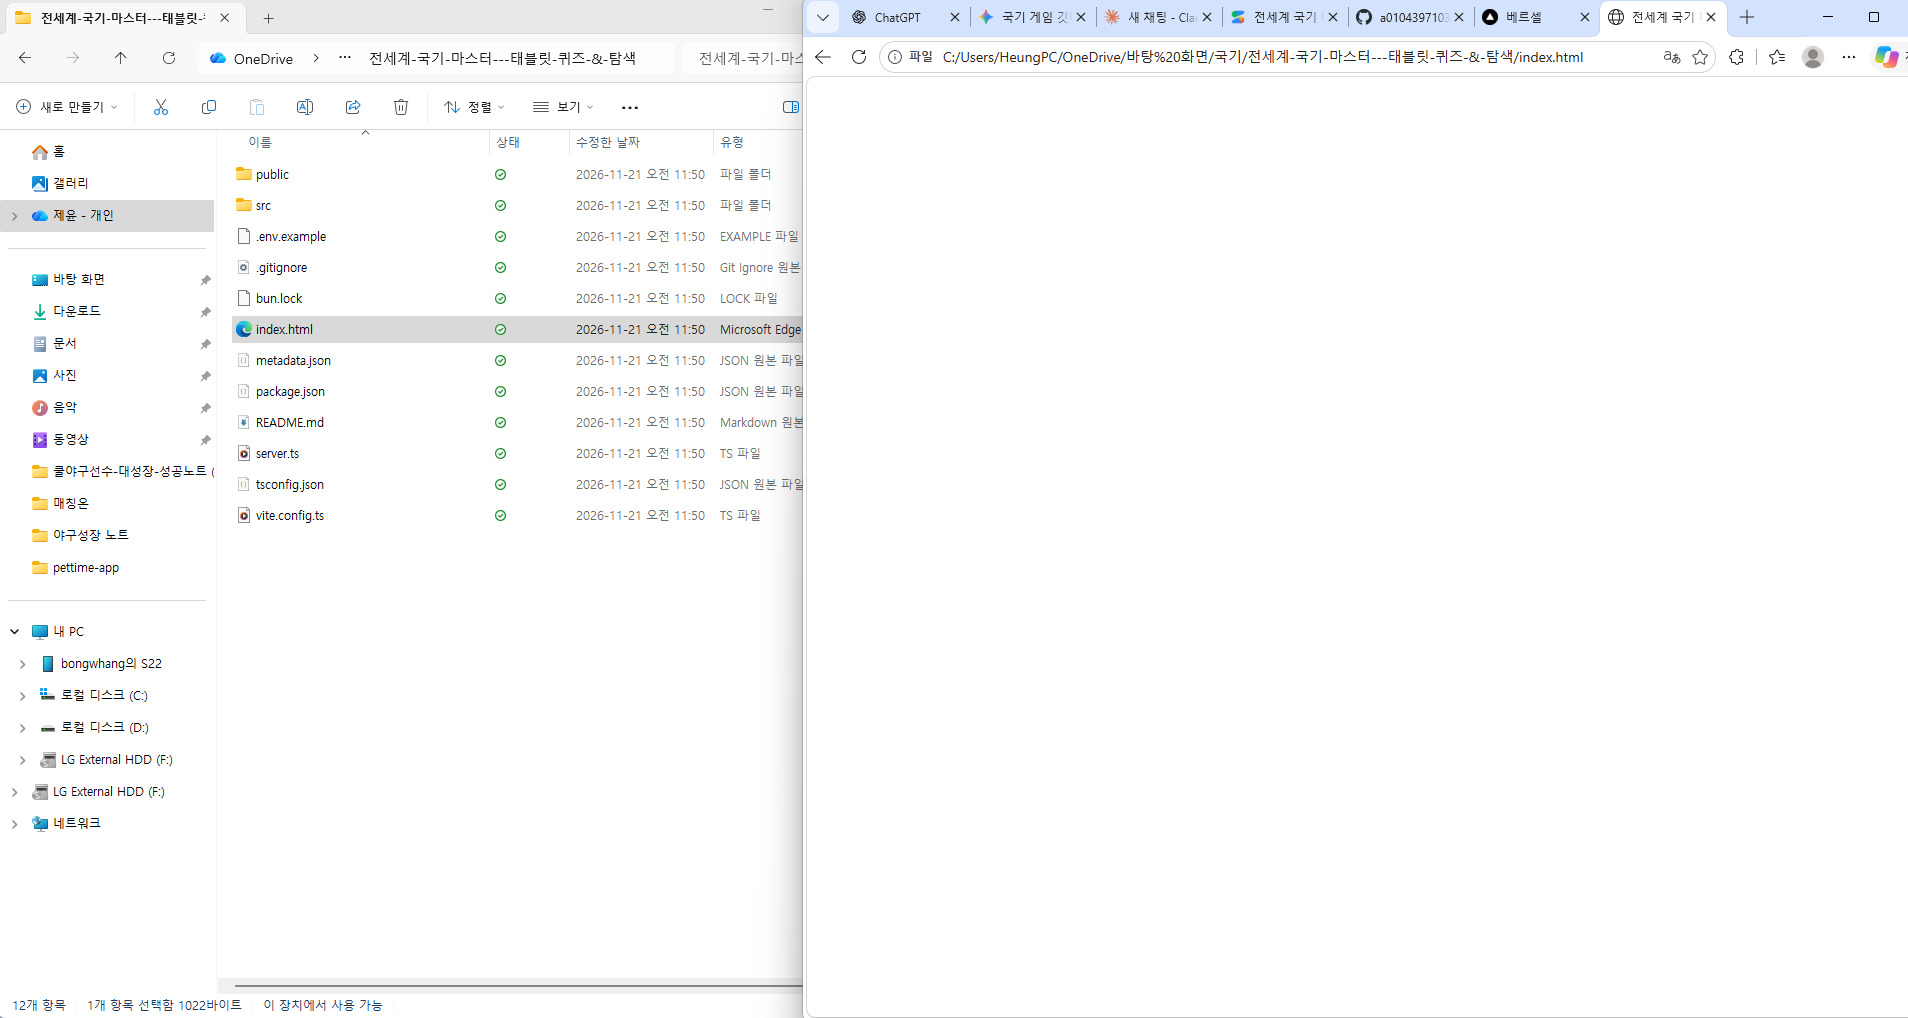 전세계-국기-마스터---태블릿-퀴
OneDrive
전세계-국기-마스터---태블릿-퀴즈-&-탐색
전세계-국기-마스
새로 만들기
정렬
보기
홈
갤러리
제윤 - 개인
바탕 화면
다운로드
문서
사진
음악
동영상
쿨야구선수-대성장-성공노트 (
매칭온
야구성장 노트
pettime-app
내 PC
bongwhang의 S22
로컬 디스크 (C:)
로컬 디스크 (D:)
LG External HDD (F:)
LG External HDD (F:)
네트워크
이름 상태 수정한 날짜 유형
public 2026-11-21 오전 11:50 파일 폴더
src 2026-11-21 오전 11:50 파일 폴더
.env.example 2026-11-21 오전 11:50 EXAMPLE 파일
.gitignore 2026-11-21 오전 11:50 Git Ignore 원본
bun.lock 2026-11-21 오전 11:50 LOCK 파일
index.html 2026-11-21 오전 11:50 Microsoft Edge
metadata.json 2026-11-21 오전 11:50 JSON 원본 파일
package.json 2026-11-21 오전 11:50 JSON 원본 파일
README.md 2026-11-21 오전 11:50 Markdown 원본
server.ts 2026-11-21 오전 11:50 TS 파일
tsconfig.json 2026-11-21 오전 11:50 JSON 원본 파일
vite.config.ts 2026-11-21 오전 11:50 TS 파일
12개 항목 1개 항목 선택함 1022바이트 이 장치에서 사용 가능
ChatGPT
국기 게임 깃
새 채팅 - Cla
전세계 국기
a0104397103
베르셀
전세계 국기
파일 C:/Users/HeungPC/OneDrive/바탕%20화면/국기/전세계-국기-마스터---태블릿-퀴즈-&-탐색/index.html